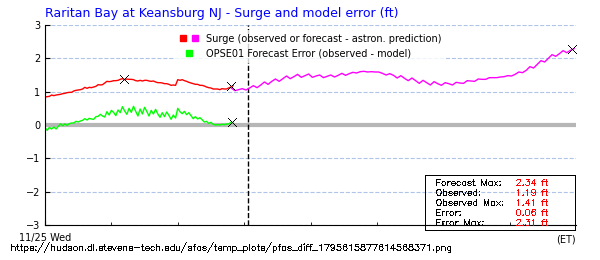 Raritan Bay at Keansburg NJ - Surge and model error (ft)
3
Surge (observed or forecast - astron. prediction)
OPSE01 Forecast Error (observed - model)
2
1
0
−1
−2
−3
Forecast Max: 2.34 ft
Observed: 1.19 ft
Observed Max: 1.41 ft
Error: 0.06 ft
Error Max: 2.31 ft
11/25 Wed
(ET)
https://hudson.dl.stevens-tech.edu/sfas/temp_plots/pfas_diff_1795615877614568371.png